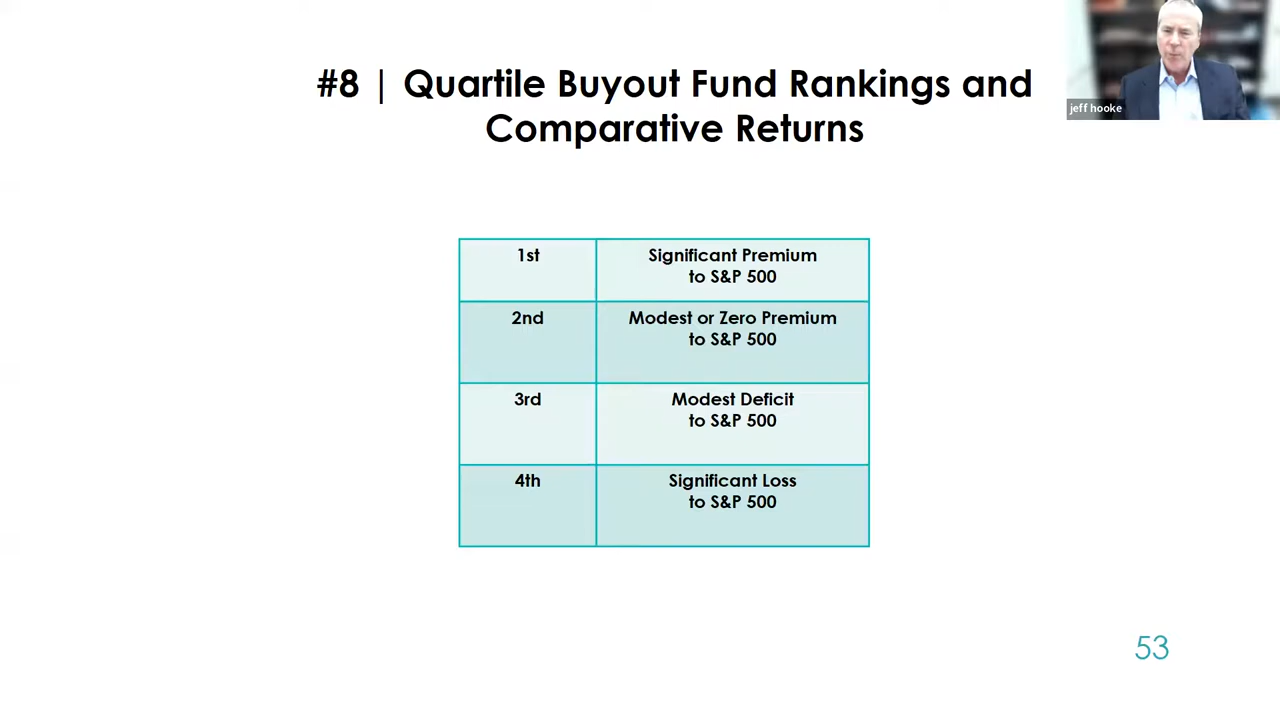 #8 | Quartile Buyout Fund Rankings and
Comparative Returns
jeff hooke
1st
Significant Premium
to S&P 500
2nd
Modest or Zero Premium
to S&P 500
3rd
Modest Deficit
to S&P 500
4th
Significant Loss
to S&P 500
53